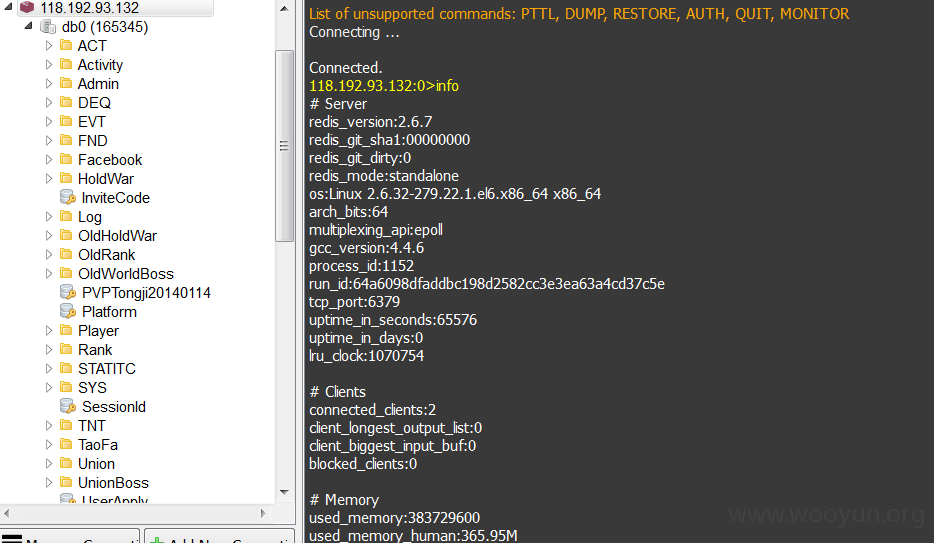 118.192.93.132
db0 (165345)
ACT
Activity
Admin
DEQ
EVT
FND
Facebook
HoldWar
InviteCode
Log
OldHoldWar
OldRank
OldWorldBoss
PVPTongji20140114
Platform
Player
Rank
STATITC
SYS
SessionId
TNT
TaoFa
Union
UnionBoss
UserApply
List of unsupported commands: PTTL, DUMP, RESTORE, AUTH, QUIT, MONITOR
Connecting ...
Connected.
118.192.93.132:0>info
# Server
redis_version:2.6.7
redis_git_sha1:00000000
redis_git_dirty:0
redis_mode:standalone
os:Linux 2.6.32-279.22.1.el6.x86_64 x86_64
arch_bits:64
multiplexing_api:epoll
gcc_version:4.4.6
process_id:1152
run_id:64a6098dfaddbc198d2582cc3e3ea63a4cd37c5e
tcp_port:6379
uptime_in_seconds:65576
uptime_in_days:0
lru_clock:1070754
# Clients
connected_clients:2
client_longest_output_list:0
client_biggest_input_buf:0
blocked_clients:0
# Memory
used_memory:383729600
used_memory_human:365.95M
www.wooyun.org